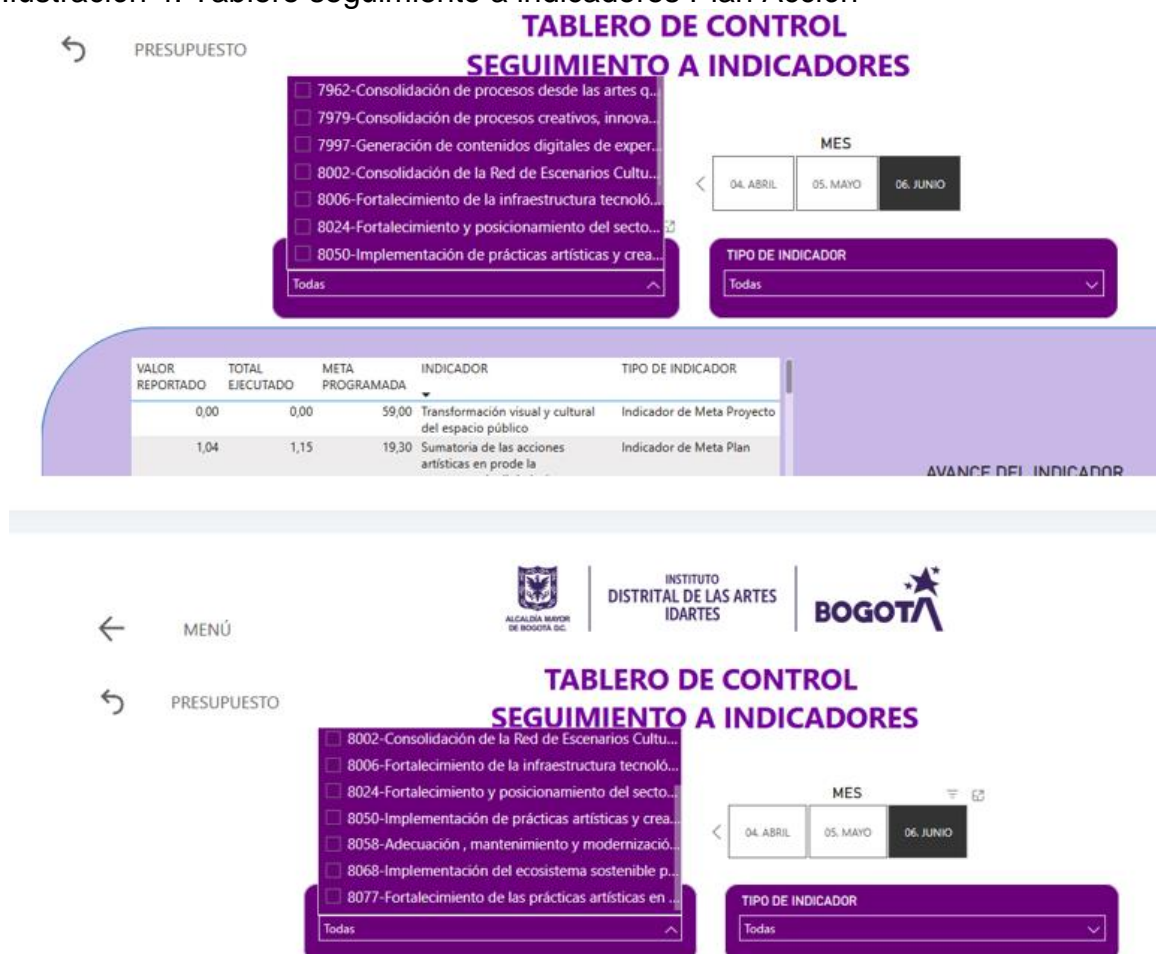 Ilustración 4. Tablero seguimiento a indicadores Plan Acción
PRESUPUESTO
TABLERO DE CONTROL
SEGUIMIENTO A INDICADORES
7962-Consolidación de procesos desde las artes q...
7979-Consolidación de procesos creativos, innova...
7997-Generación de contenidos digitales de exper...
8002-Consolidación de la Red de Escenarios Cultu...
8006-Fortalecimiento de la infraestructura tecnoló...
8024-Fortalecimiento y posicionamiento del secto...
8050-Implementación de prácticas artísticas y crea...
Todas
MES
04. ABRIL 05. MAYO 06. JUNIO
TIPO DE INDICADOR
Todas
VALOR REPORTADO TOTAL EJECUTADO META PROGRAMADA INDICADOR TIPO DE INDICADOR
0,00 0,00 59,00 Transformación visual y cultural Indicador de Meta Proyecto
del espacio público
1,04 1,15 19,30 Sumatoria de las acciones Indicador de Meta Plan
artísticas en prode la
AVANCE DEL INDICADOR
MENÚ
ALCALDÍA MAYOR
DE BOGOTÁ D.C.
INSTITUTO
DISTRITAL DE LAS ARTES
IDARTES
BOGOTÁ
PRESUPUESTO
TABLERO DE CONTROL
SEGUIMIENTO A INDICADORES
8002-Consolidación de la Red de Escenarios Cultu...
8006-Fortalecimiento de la infraestructura tecnoló...
8024-Fortalecimiento y posicionamiento del secto...
8050-Implementación de prácticas artísticas y crea...
8058-Adecuación , mantenimiento y modernizació...
8068-Implementación del ecosistema sostenible p...
8077-Fortalecimiento de las prácticas artísticas en ...
Todas
MES
04. ABRIL 05. MAYO 06. JUNIO
TIPO DE INDICADOR
Todas